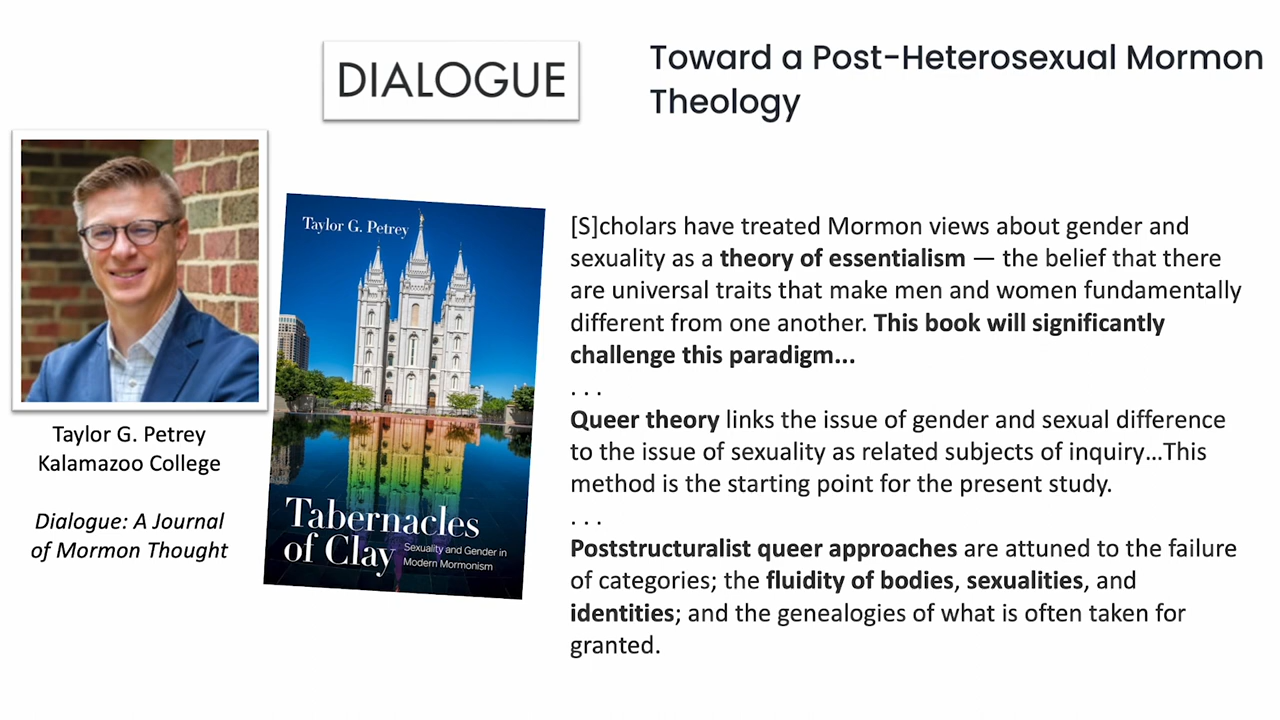 DIALOGUE
Toward a Post-Heterosexual Mormon
Theology
Taylor G. Petrey
Kalamazoo College
Dialogue: A Journal
of Mormon Thought
Taylor G. Petrey
Tabernacles
of Clay
Sexuality and Gender in
Modern Mormonism
[S]cholars have treated Mormon views about gender and
sexuality as a theory of essentialism — the belief that there
are universal traits that make men and women fundamentally
different from one another. This book will significantly
challenge this paradigm...
. . .
Queer theory links the issue of gender and sexual difference
to the issue of sexuality as related subjects of inquiry...This
method is the starting point for the present study.
. . .
Poststructuralist queer approaches are attuned to the failure
of categories; the fluidity of bodies, sexualities, and
identities; and the genealogies of what is often taken for
granted.